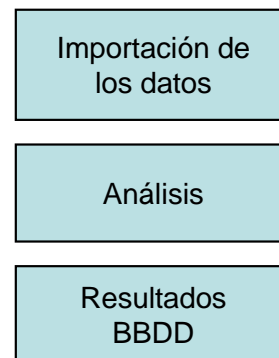 Importación de
los datos
Análisis
Resultados
BBDD